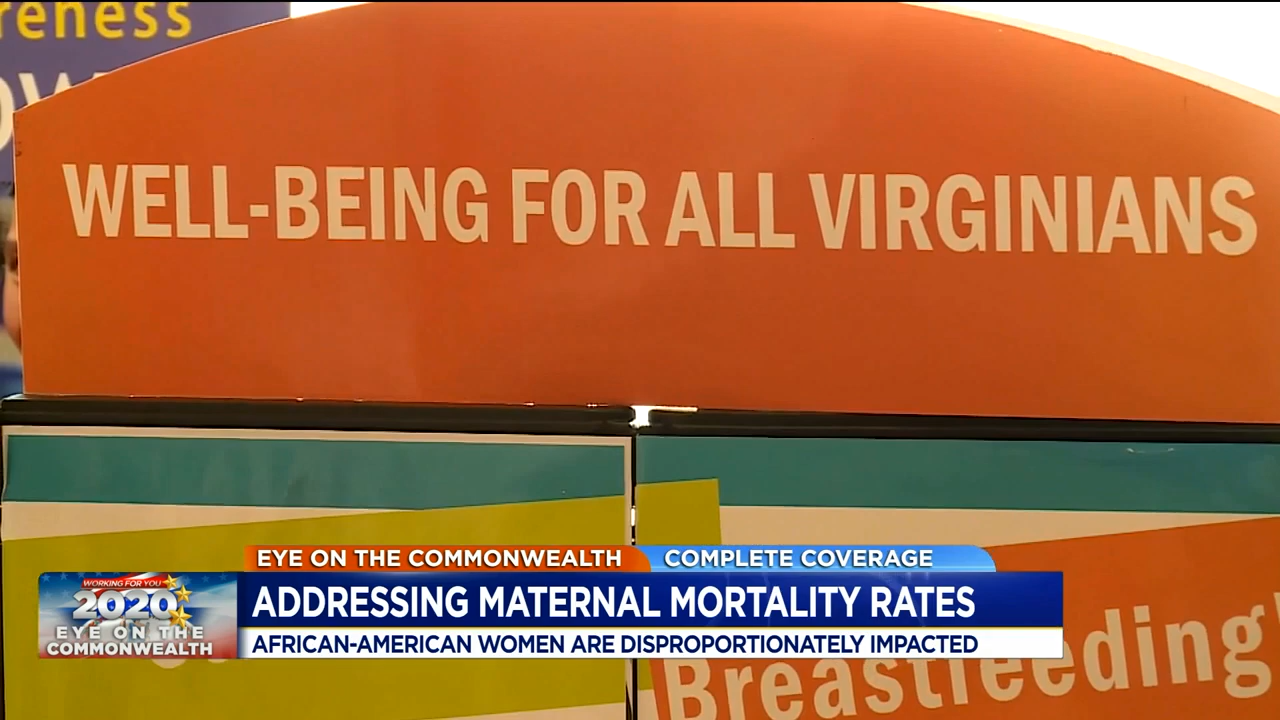 WELL-BEING FOR ALL VIRGINIANS
EYE ON THE COMMONWEALTH
COMPLETE COVERAGE
WORKING FOR YOU
2020
EYE ON THE
COMMONWEALTH
ADDRESSING MATERNAL MORTALITY RATES
AFRICAN-AMERICAN WOMEN ARE DISPROPORTIONATELY IMPACTED
Breastfeeding